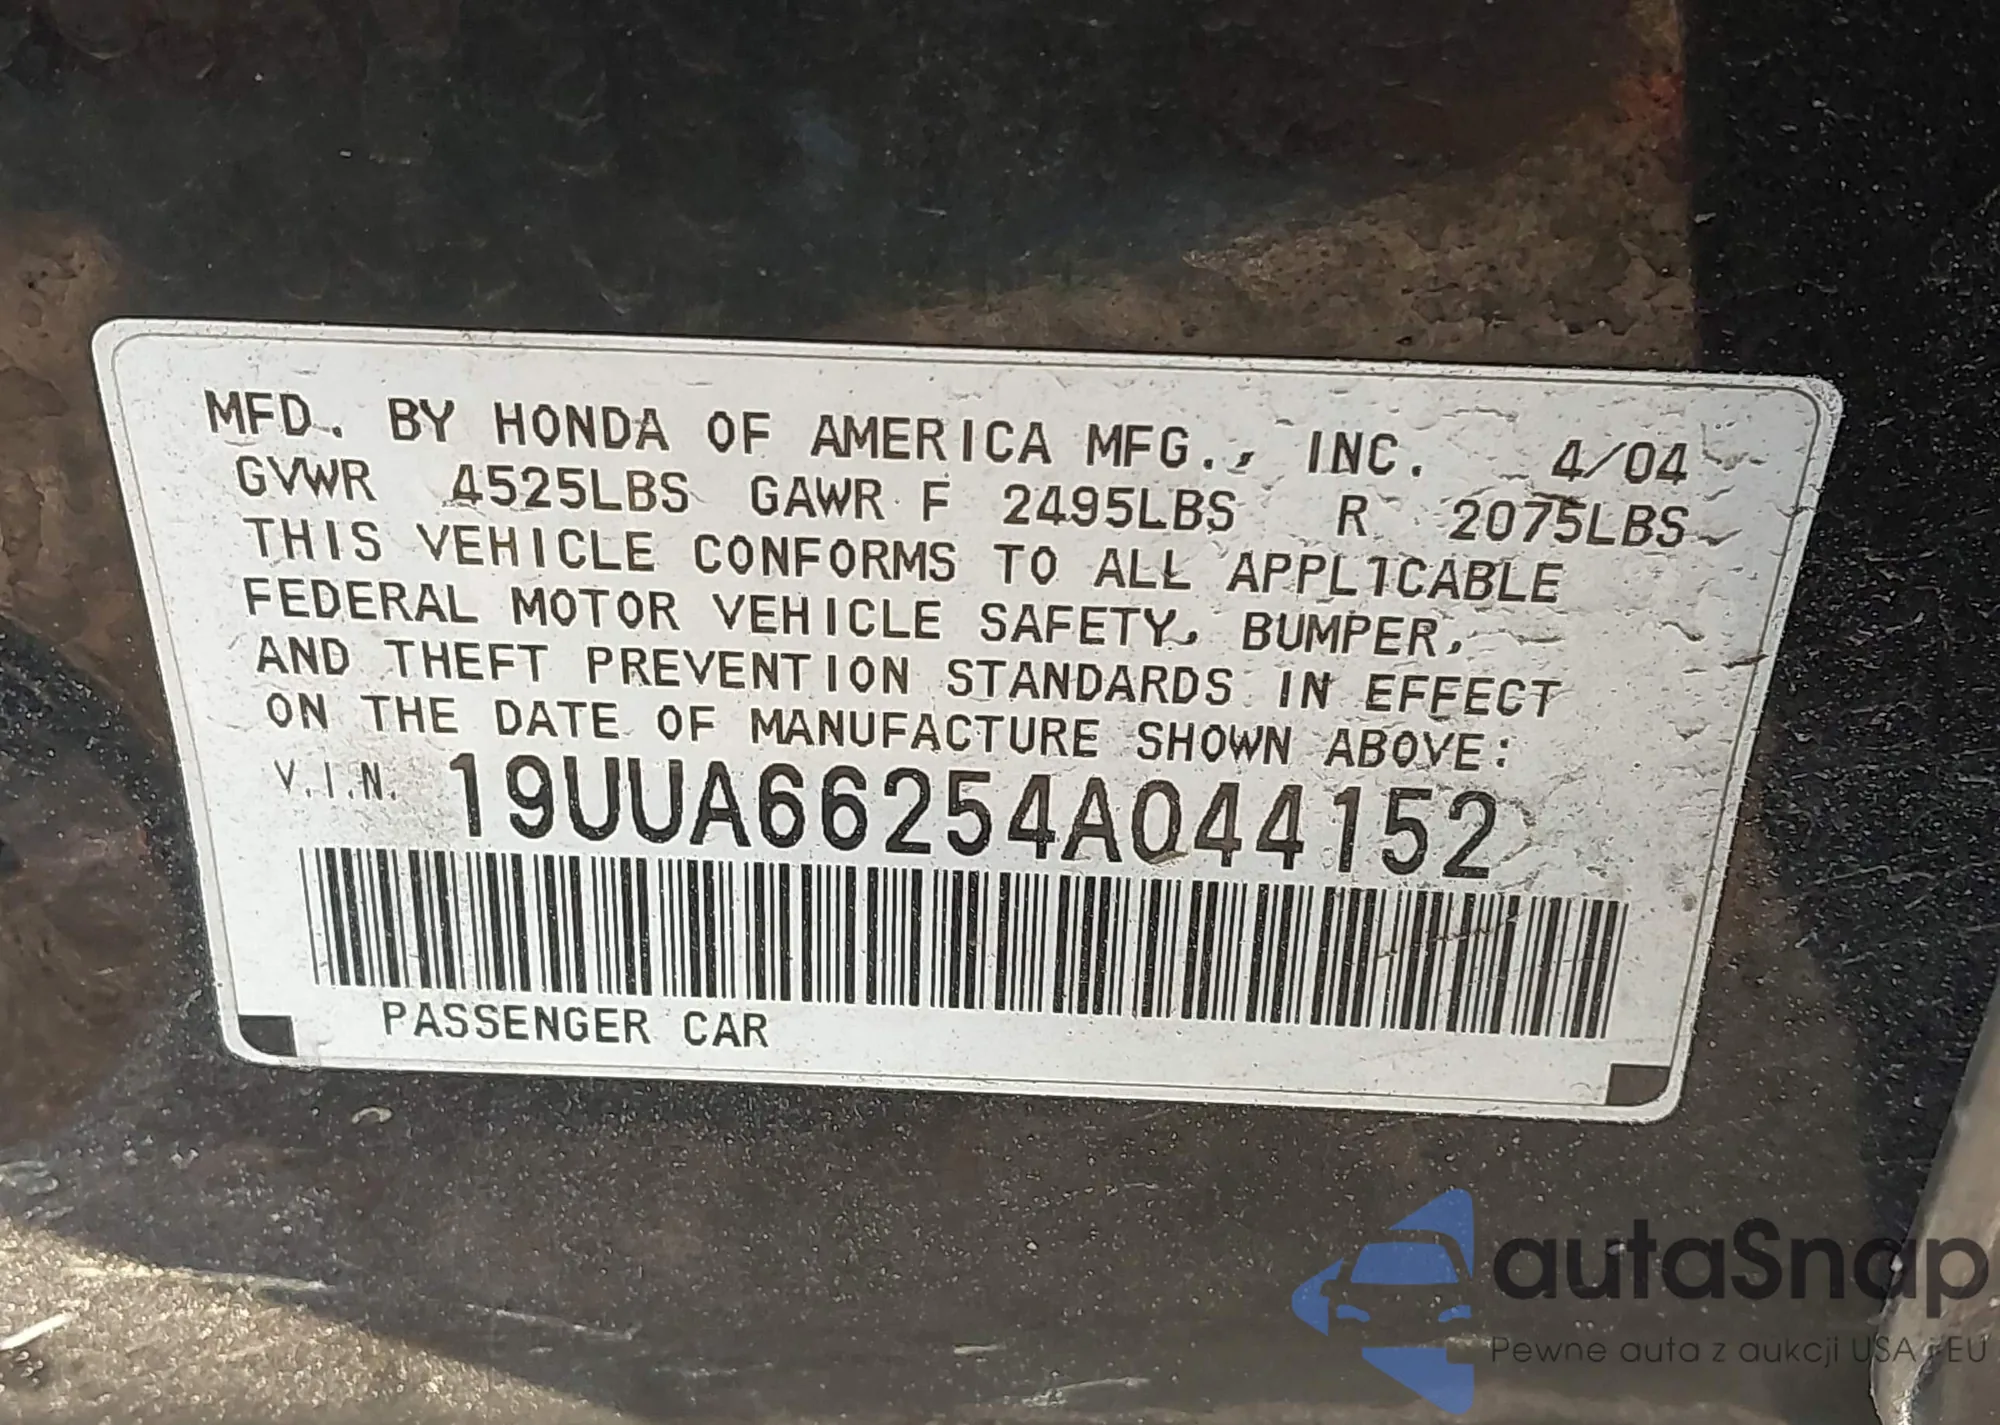 MFD. BY HONDA OF AMERICA MFG., INC. 4/04
GVWR 4525LBS GAWR F 2495LBS R 2075LBS
THIS VEHICLE CONFORMS TO ALL APPLICABLE
FEDERAL MOTOR VEHICLE SAFETY, BUMPER,
AND THEFT PREVENTION STANDARDS IN EFFECT
ON THE DATE OF MANUFACTURE SHOWN ABOVE:
V.I.N. 19UUA66254A044152
PASSENGER CAR
autaSnap
Pewne auta z aukcji USA i EU